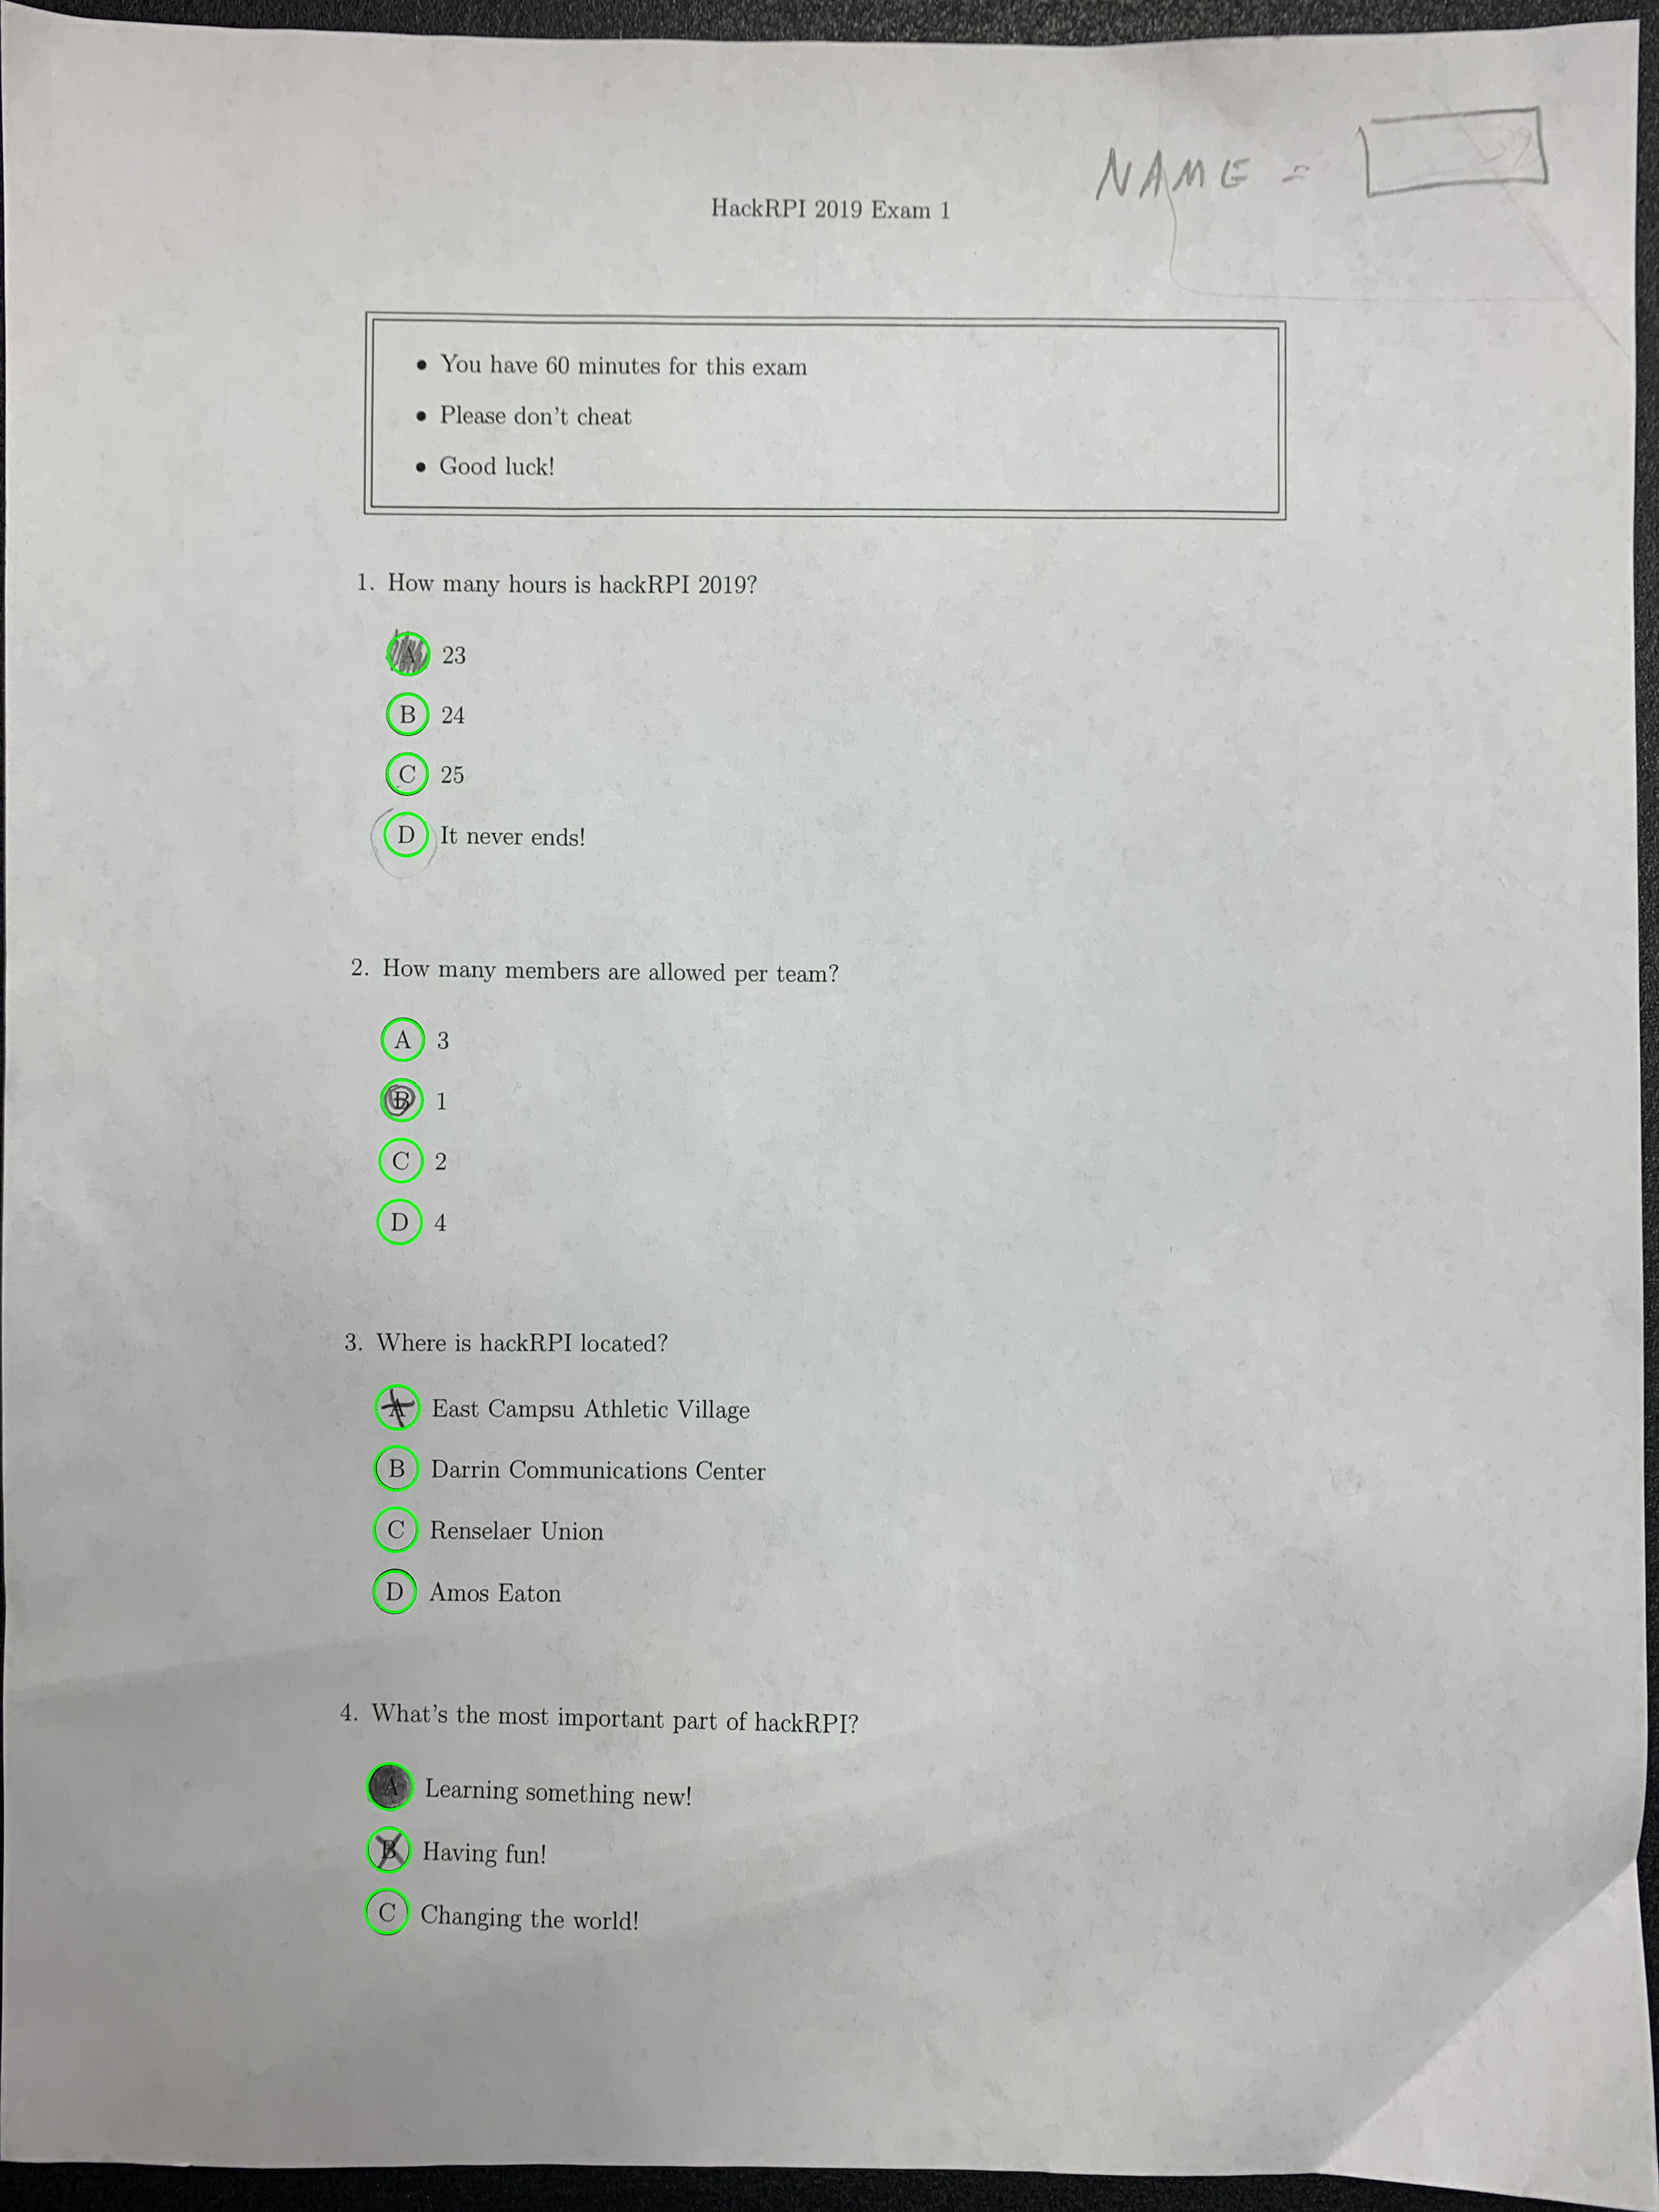 NAME =
HackRPI 2019 Exam 1
• You have 60 minutes for this exam
• Please don't cheat
• Good luck!
1. How many hours is hackRPI 2019?
A 23
B 24
C 25
D It never ends!
2. How many members are allowed per team?
A 3
B 1
C 2
D 4
3. Where is hackRPI located?
A East Campsu Athletic Village
B Darrin Communications Center
C Renselaer Union
D Amos Eaton
4. What's the most important part of hackRPI?
A Learning something new!
B Having fun!
C Changing the world!